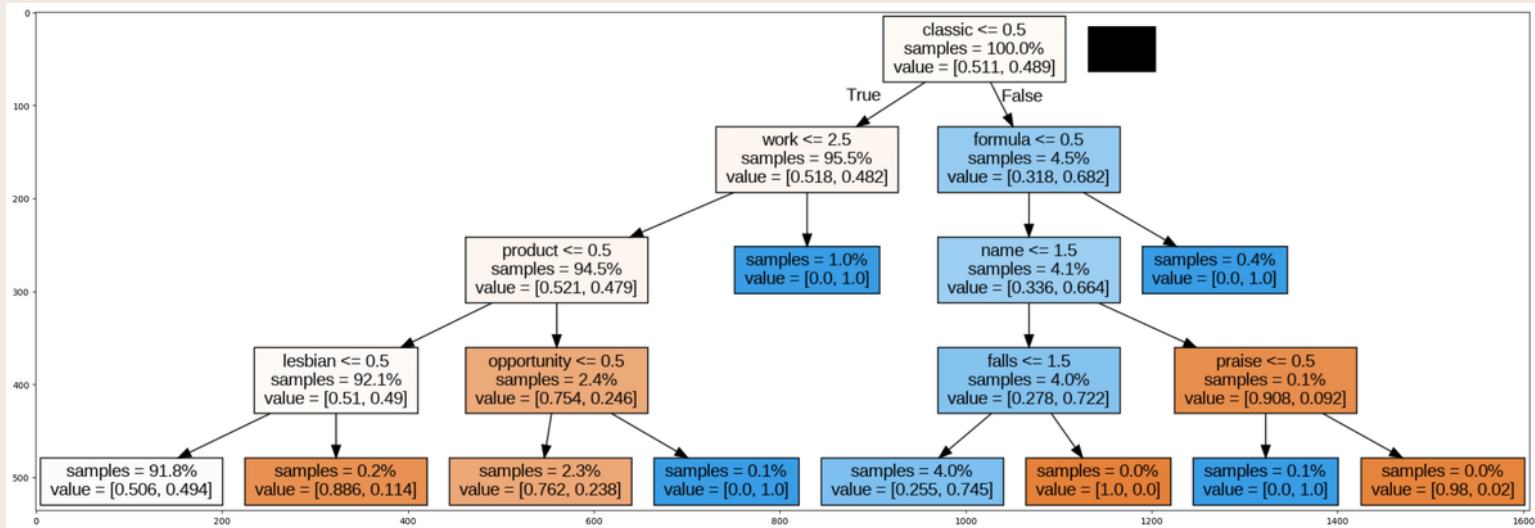 0
classic <= 0.5
samples = 100.0%
value = [0.511, 0.489]
True
False
100
work <= 2.5
samples = 95.5%
value = [0.518, 0.482]
formula <= 0.5
samples = 4.5%
value = [0.318, 0.682]
200
product <= 0.5
samples = 94.5%
value = [0.521, 0.479]
samples = 1.0%
value = [0.0, 1.0]
name <= 1.5
samples = 4.1%
value = [0.336, 0.664]
samples = 0.4%
value = [0.0, 1.0]
300
lesbian <= 0.5
samples = 92.1%
value = [0.51, 0.49]
opportunity <= 0.5
samples = 2.4%
value = [0.754, 0.246]
falls <= 1.5
samples = 4.0%
value = [0.278, 0.722]
praise <= 0.5
samples = 0.1%
value = [0.908, 0.092]
400
samples = 91.8%
value = [0.506, 0.494]
samples = 0.2%
value = [0.886, 0.114]
samples = 2.3%
value = [0.762, 0.238]
samples = 0.1%
value = [0.0, 1.0]
samples = 4.0%
value = [0.255, 0.745]
samples = 0.0%
value = [1.0, 0.0]
samples = 0.1%
value = [0.0, 1.0]
samples = 0.0%
value = [0.98, 0.02]
500
0
200
400
600
800
1000
1200
1400
1600